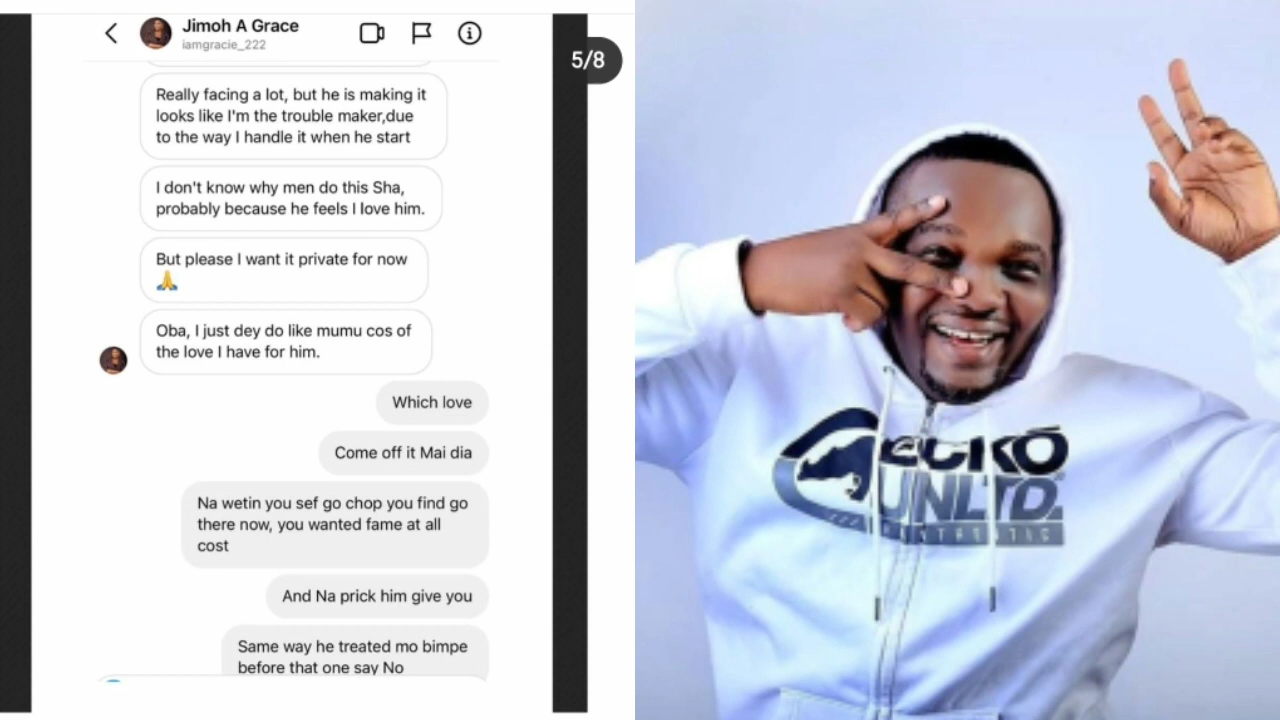 Jimoh A Grace
iamgracie_222
5/8
Really facing a lot, but he is making it
looks like I'm the trouble maker,due
to the way I handle it when he start
I don't know why men do this Sha,
probably because he feels I love him.
But please I want it private for now
🙏
Oba, I just dey do like mumu cos of
the love I have for him.
Which love
Come off it Mai dia
Na wetin you sef go chop you find go
there now, you wanted fame at all
cost
And Na prick him give you
Same way he treated mo bimpe
before that one say No
ECKŌ
UNLTD.